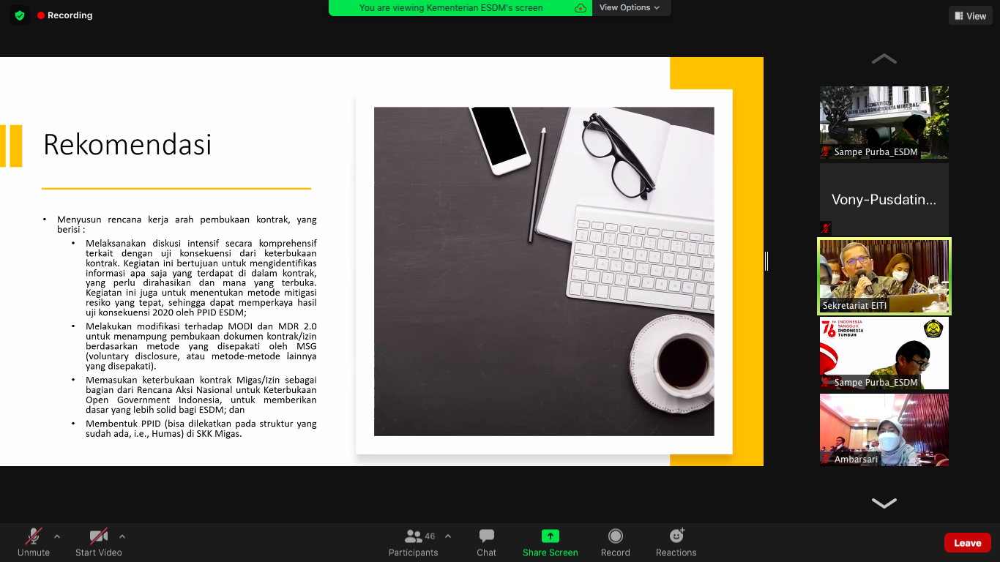 Recording
You are viewing Kementerian ESDM's screen
View Options
View
Rekomendasi
• Menyusun rencana kerja arah pembukaan kontrak, yang
berisi :
• Melaksanakan diskusi intensif secara komprehensif
terkait dengan uji konsekuensi dari keterbukaan
kontrak. Kegiatan ini bertujuan untuk mengidentifikas
informasi apa saja yang terdapat di dalam kontrak,
yang perlu dirahasikan dan mana yang terbuka.
Kegiatan ini juga untuk menentukan metode mitigasi
resiko yang tepat, sehingga dapat memperkaya hasil
uji konsekuensi 2020 oleh PPID ESDM;
• Melakukan modifikasi terhadap MODI dan MDR 2.0
untuk menampung pembukaan dokumen kontrak/izin
berdasarkan metode yang disepakati oleh MSG
(voluntary disclosure, atau metode-metode lainnya
yang disepakati).
• Memasukan keterbukaan kontrak Migas/Izin sebagai
bagian dari Rencana Aksi Nasional untuk Keterbukaan
Open Government Indonesia, untuk memberikan
dasar yang lebih solid bagi ESDM; dan
• Membentuk PPID (bisa dilekatkan pada struktur yang
sudah ada, i.e., Humas) di SKK Migas.
KEMENTERIAN
Sampe Purba_ESDM
Vony-Pusdatin...
Sekretariat EITI
76 TH INDONESIA
TANGGUH
INDONESIA
TUMBUH
Sampe Purba_ESDM
Ambarsari
Unmute
Start Video
46
Participants
Chat
Share Screen
Record
Reactions
Leave